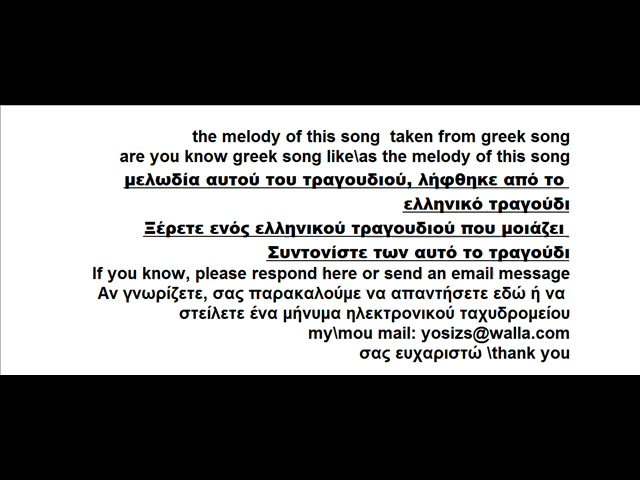 the melody of this song  taken from greek song
are you know greek song like\as the melody of this song
μελωδία αυτού του τραγουδιού, λήφθηκε από το
ελληνικό τραγούδι
Ξέρετε ενός ελληνικού τραγουδιού που μοιάζει
Συντονίστε των αυτό το τραγούδι
If you know, please respond here or send an email message
Αν γνωρίζετε, σας παρακαλούμε να απαντήσετε εδώ ή να
στείλετε ένα μήνυμα ηλεκτρονικού ταχυδρομείου
my\mou mail: yosizs@walla.com
σας ευχαριστώ \thank you